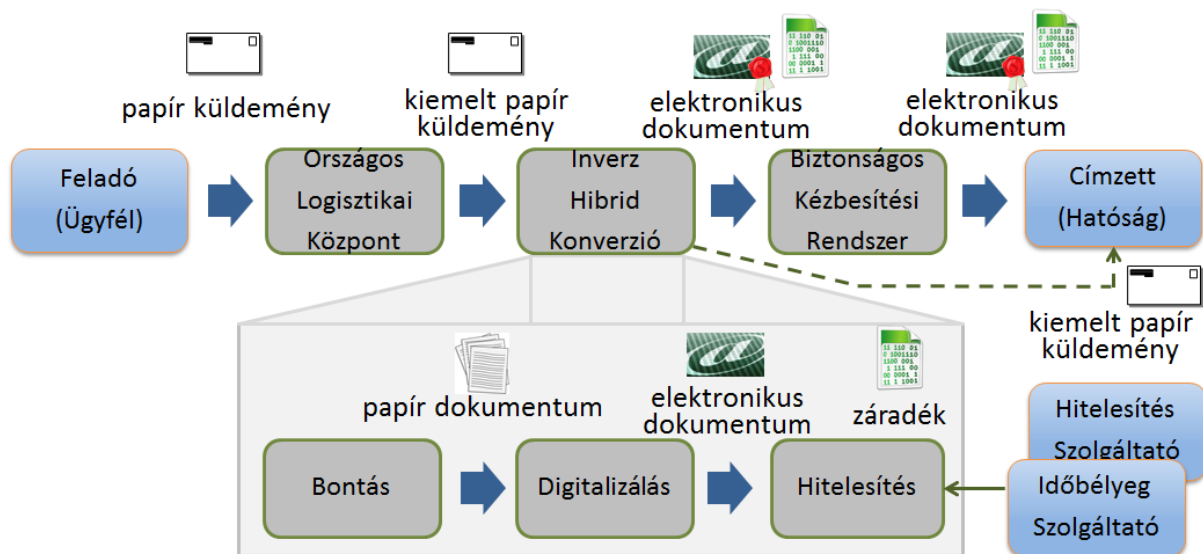 papír küldemény
kiemelt papír
küldemény
elektronikus
dokumentum
elektronikus
dokumentum
Feladó
(Ügyfél)
Országos
Logisztikai
Központ
Inverz
Hibrid
Konverzió
Biztonságos
Kézbesítési
Rendszer
Címzett
(Hatóság)
kiemelt papír
küldemény
papír dokumentum
elektronikus
dokumentum
záradék
Bontás
Digitalizálás
Hitelesítés
Hitelesítés
Szolgáltató
Időbélyeg
Szolgáltató